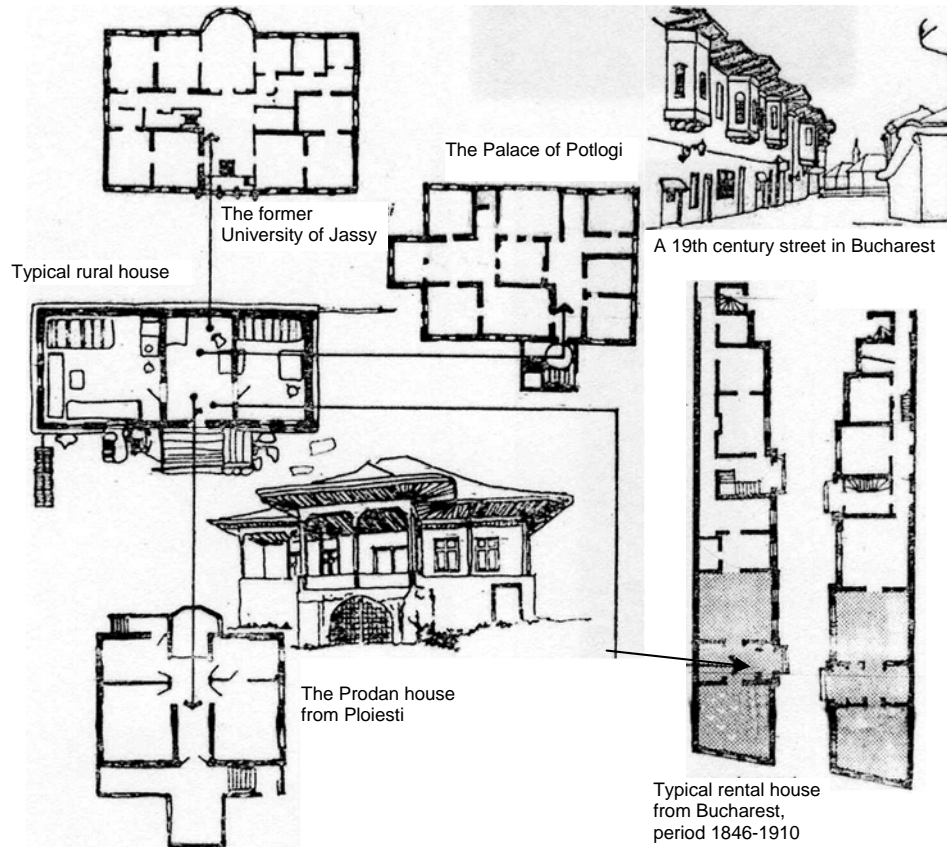 The Palace of Potlogi
The former
University of Jassy
A 19th century street in Bucharest
Typical rural house
The Prodan house
from Ploiesti
Typical rental house
from Bucharest,
period 1846-1910